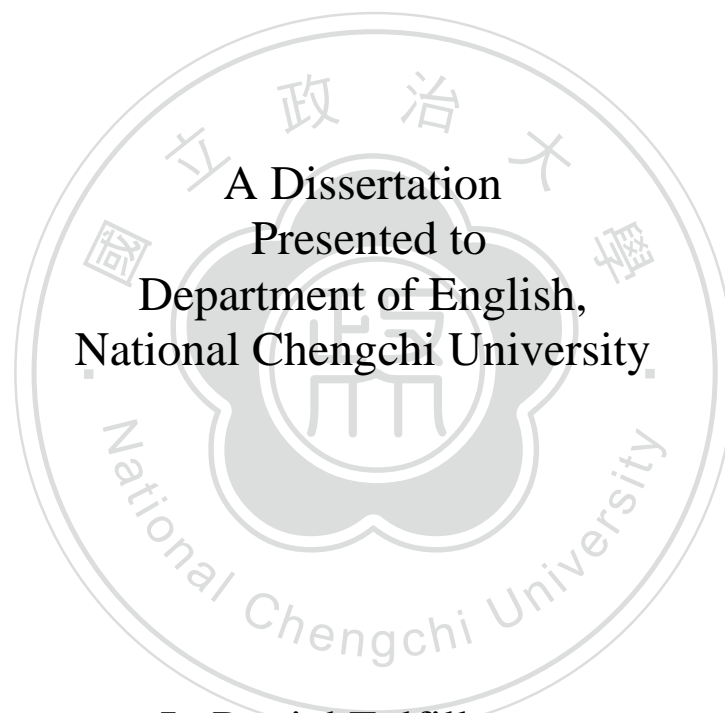 國立政治大學
A Dissertation
Presented to
Department of English,
National Chengchi University
National Chengchi University